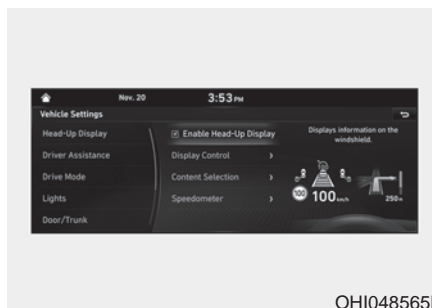 Nov. 20
3:53 PM
Vehicle Settings
Head-Up Display
Enable Head-Up Display
Displays information on the windshield.
Driver Assistance
Display Control
Drive Mode
Content Selection
100
100 km/h
250 m
Lights
Speedometer
Door/Trunk
OHI048565